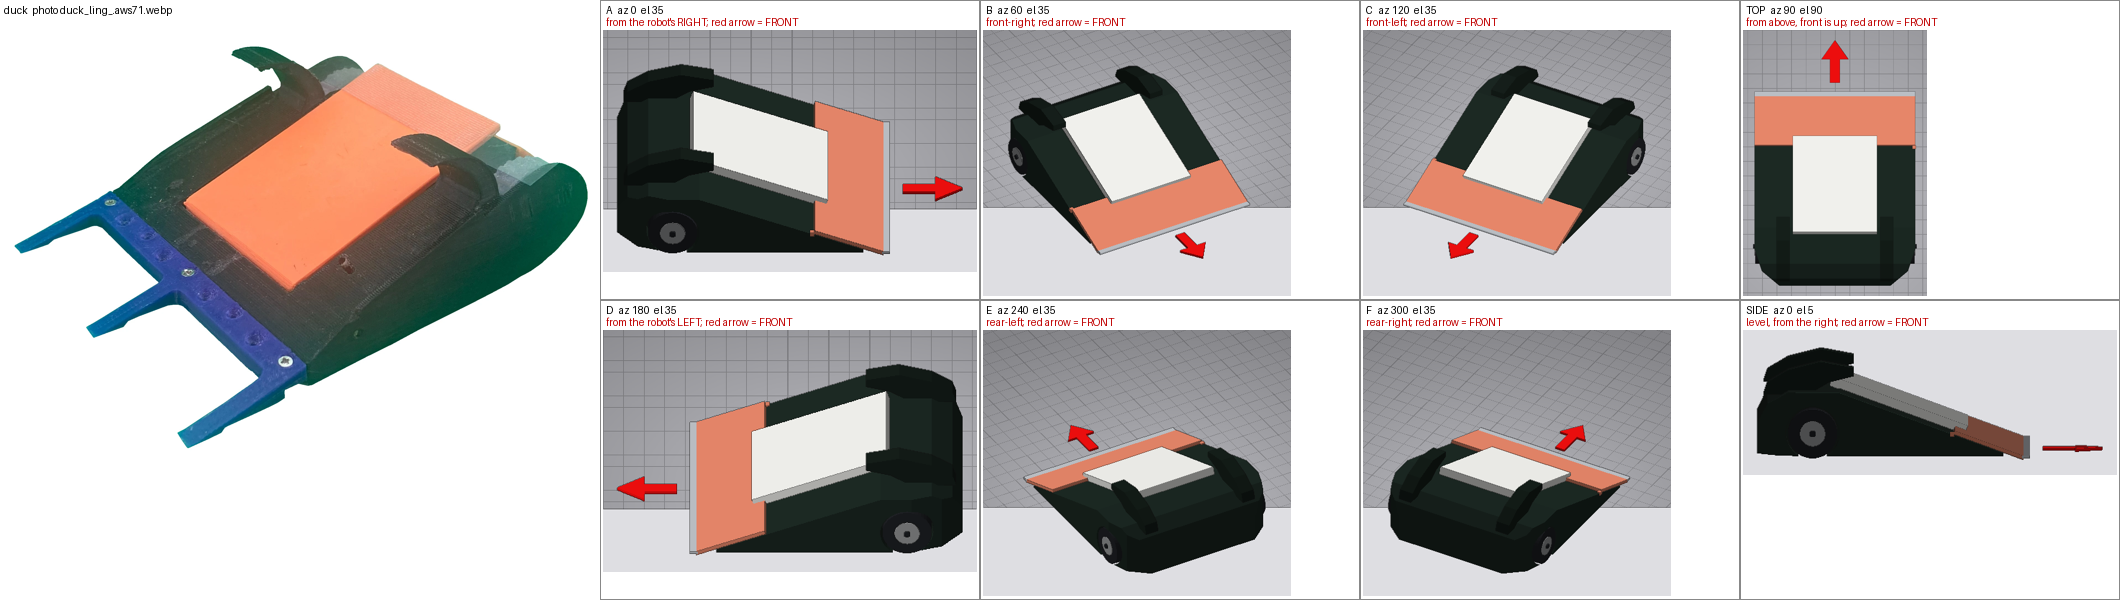 duck photo duck_ling_.aws71.webp
A az 0 el 35
from the robot's RIGHT; red arrow = FRONT
B az 60 el 35
front-right; red arrow = FRONT
C az 120 el 35
front-left; red arrow = FRONT
TOP az 90 el 90
from above, front is up; red arrow = FRONT
D az 180 el 35
from the robot's LEFT; red arrow = FRONT
E az 240 el 35
rear-left; red arrow = FRONT
F az 300 el 35
rear-right; red arrow = FRONT
SIDE az 0 el 5
level, from the right; red arrow = FRONT